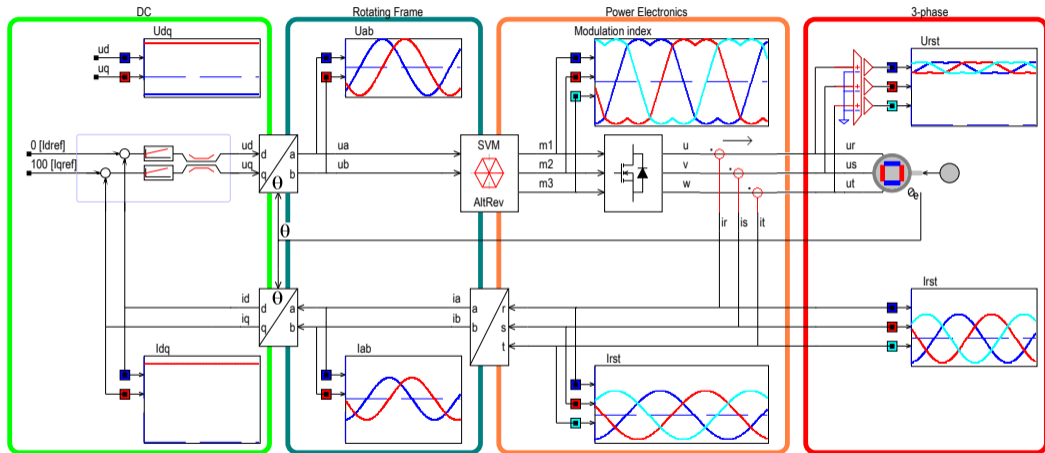 DC
Rotating Frame
Power Electronics
3-phase
Udq
Uab
Modulation index
Urst
ud
uq
0 [Idref]
100 [Iqref]
ud
uq
d
q
a
b
θ
ua
ub
SVM
AltRev
m1
m2
m3
u
v
w
ur
us
ut
θ
ir
is
it
θ
id
iq
d
q
a
b
ia
ib
a
b
r
s
t
Idq
Iab
Irst
Irst